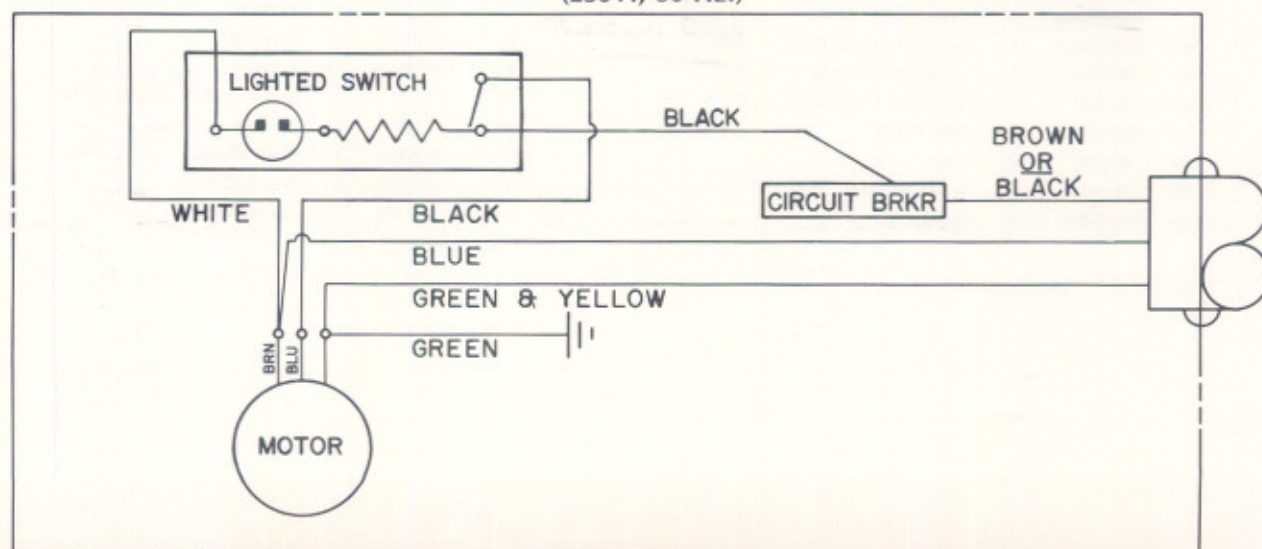 LIGHTED SWITCH
BLACK
BROWN
OR
BLACK
CIRCUIT BRKR
WHITE
BLACK
BLUE
GREEN & YELLOW
GREEN
BRN
BLU
MOTOR